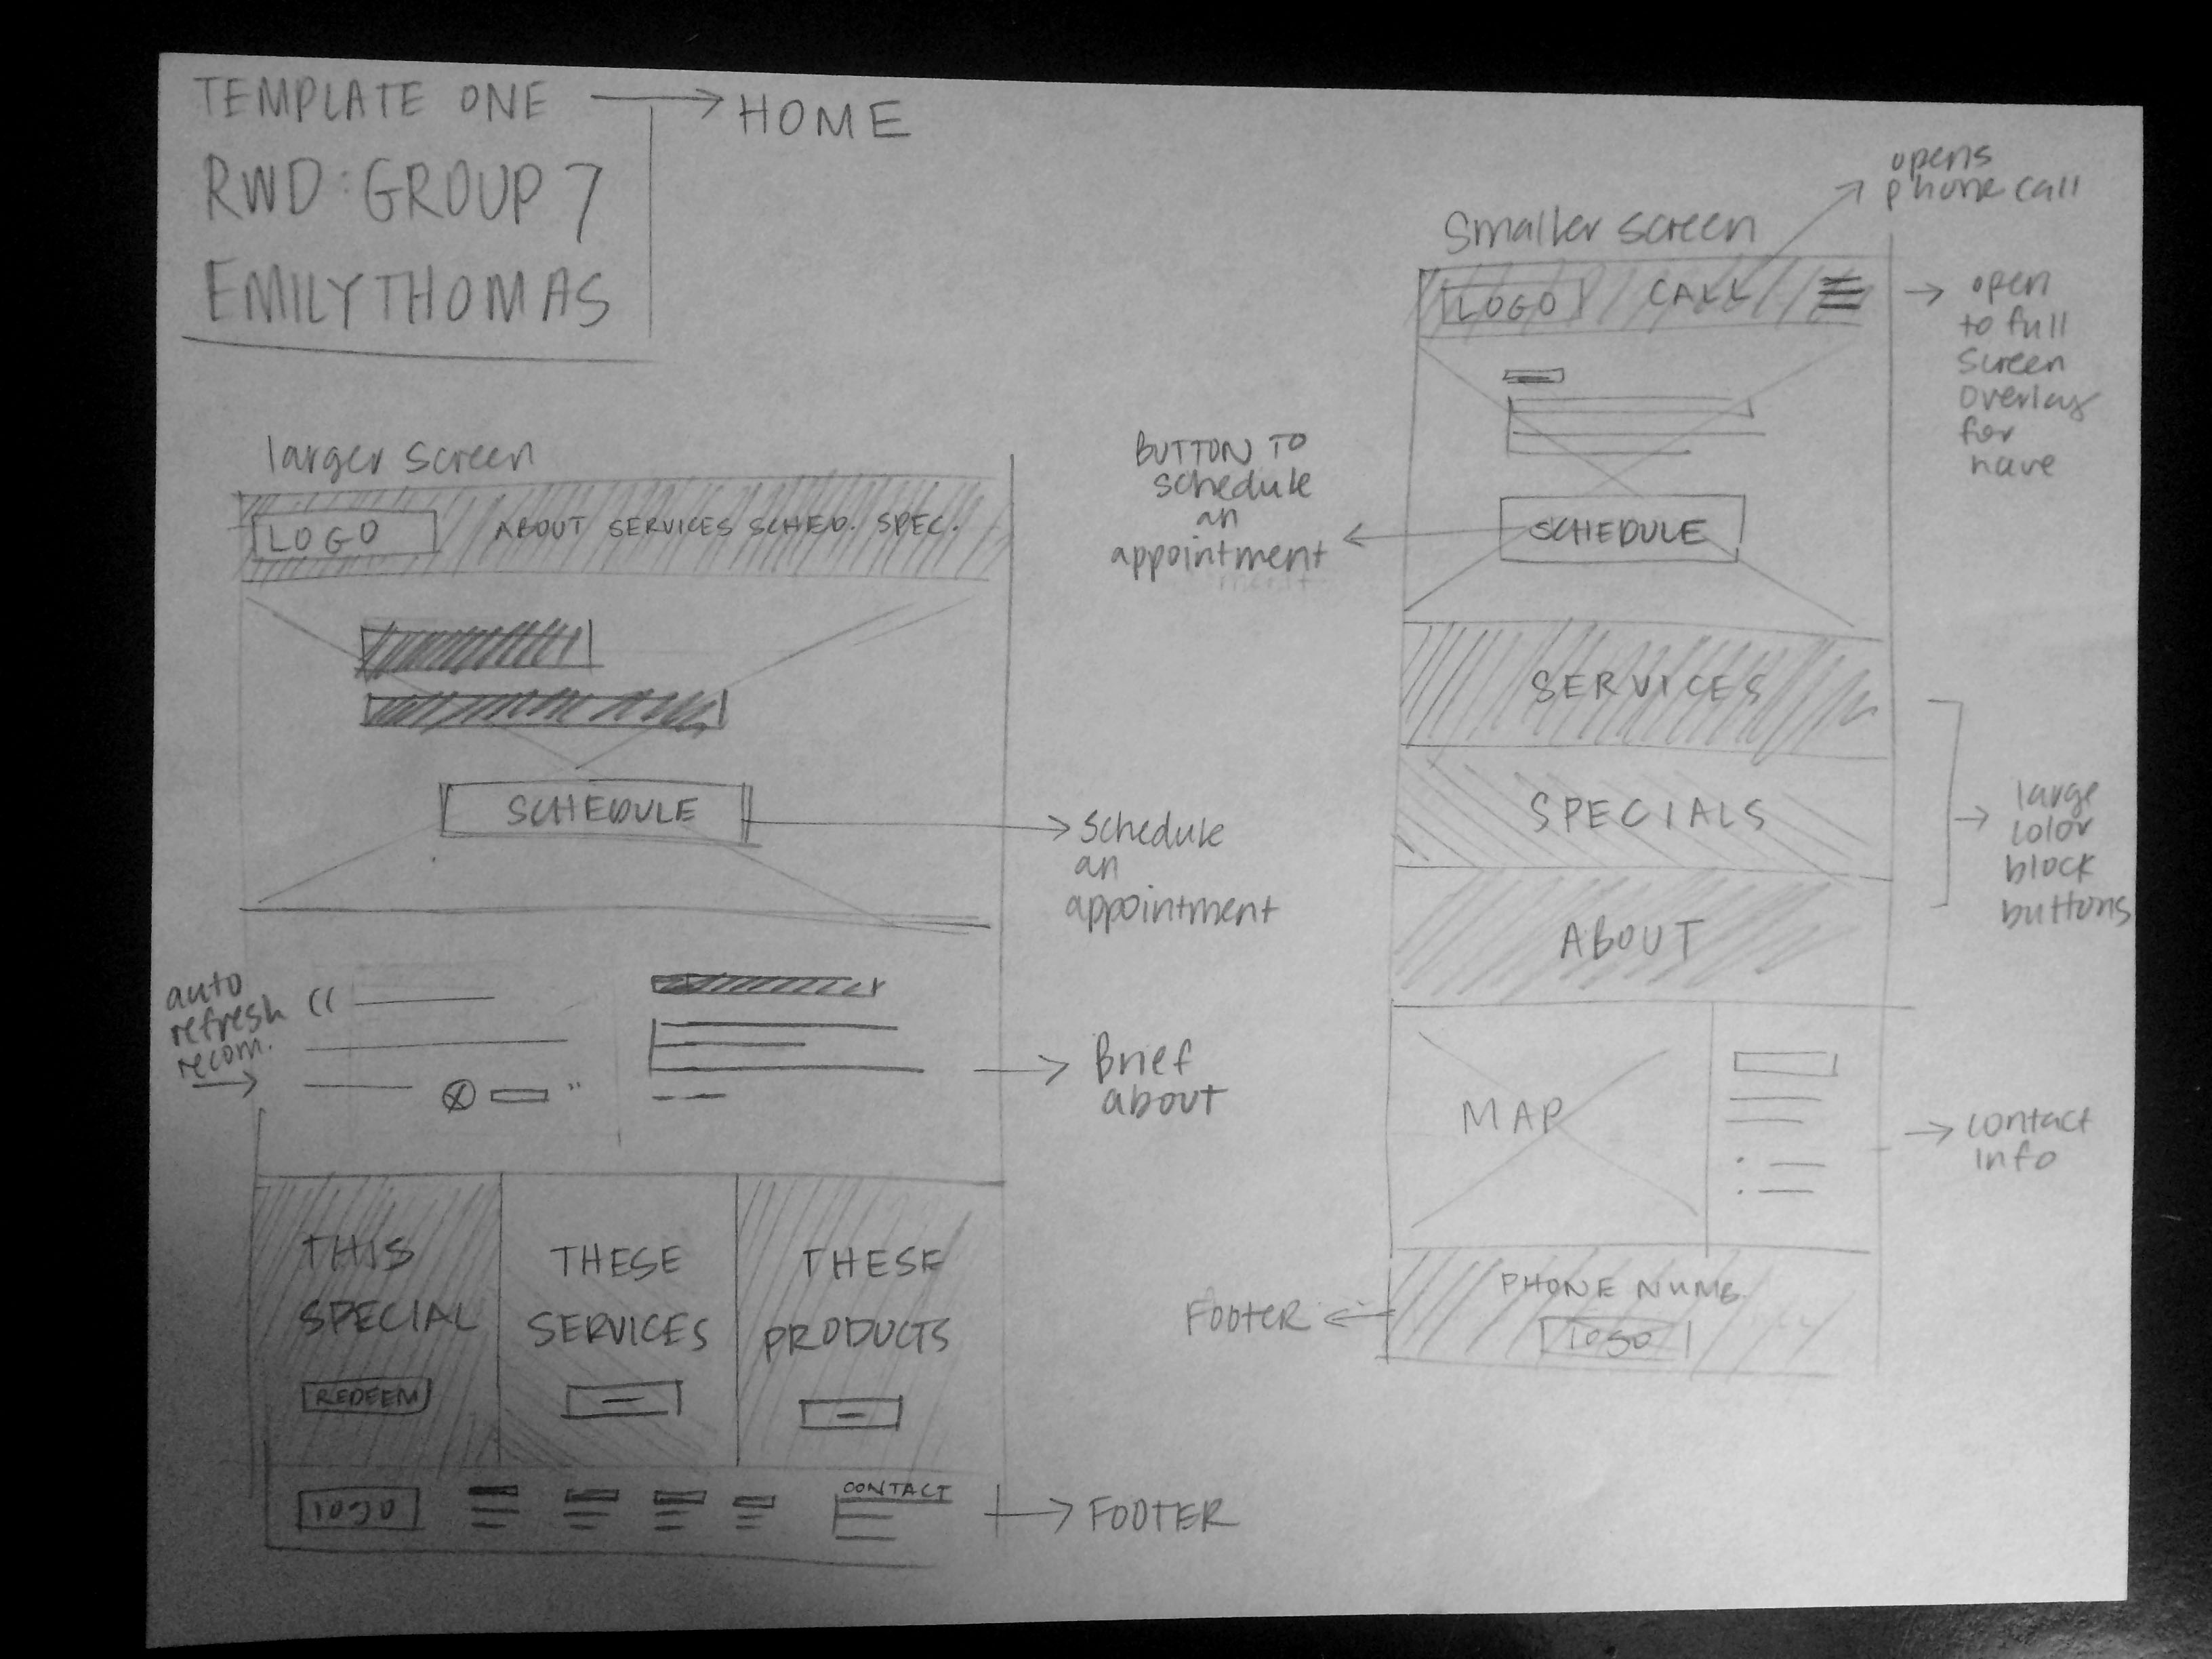 TEMPLATE ONE → HOME
RWD: GROUP 7
EMILY THOMAS
larger screen
LOGO ABOUT SERVICES SCHED. SPEC.
SCHEDULE
Schedule
an
appointment
auto
refresh
recom.
Brief
about
THIS
SPECIAL
REDEEM
THESE
SERVICES
THESE
PRODUCTS
logo
CONTACT
FOOTER
Smaller screen
opens
phone call
LOGO CALL
open
to full
screen
overlay
for
nave
BUTTON TO
schedule
an
appointment
SCHEDULE
SERVICES
SPECIALS
ABOUT
large
color
block
buttons
MAP
contact
info
PHONE NUMB.
logo
FOOTER